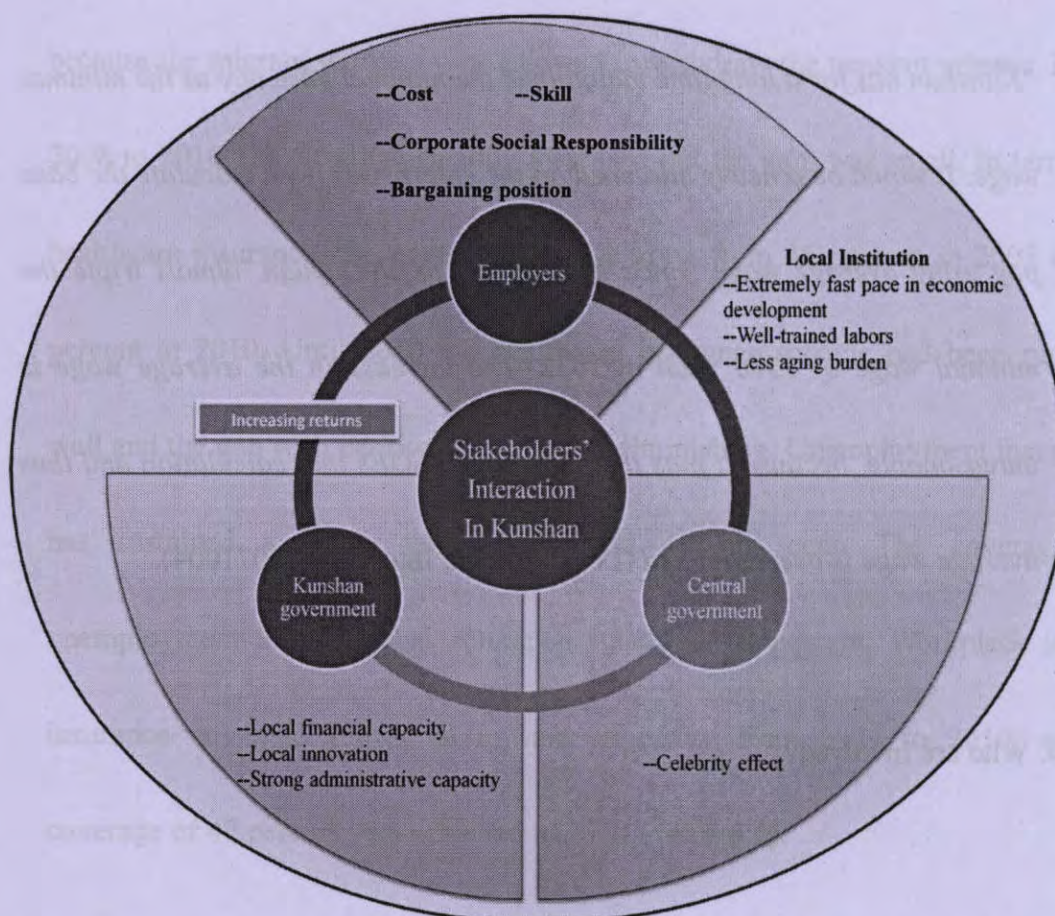 --Cost --Skill
--Corporate Social Responsibility
--Bargaining position
Employers
Local Institution
--Extremely fast pace in economic
development
--Well-trained labors
--Less aging burden
Increasing returns
Stakeholders'
Interaction
In Kunshan
Kunshan
government
Central
government
--Local financial capacity
--Local innovation
--Strong administrative capacity
--Celebrity effect